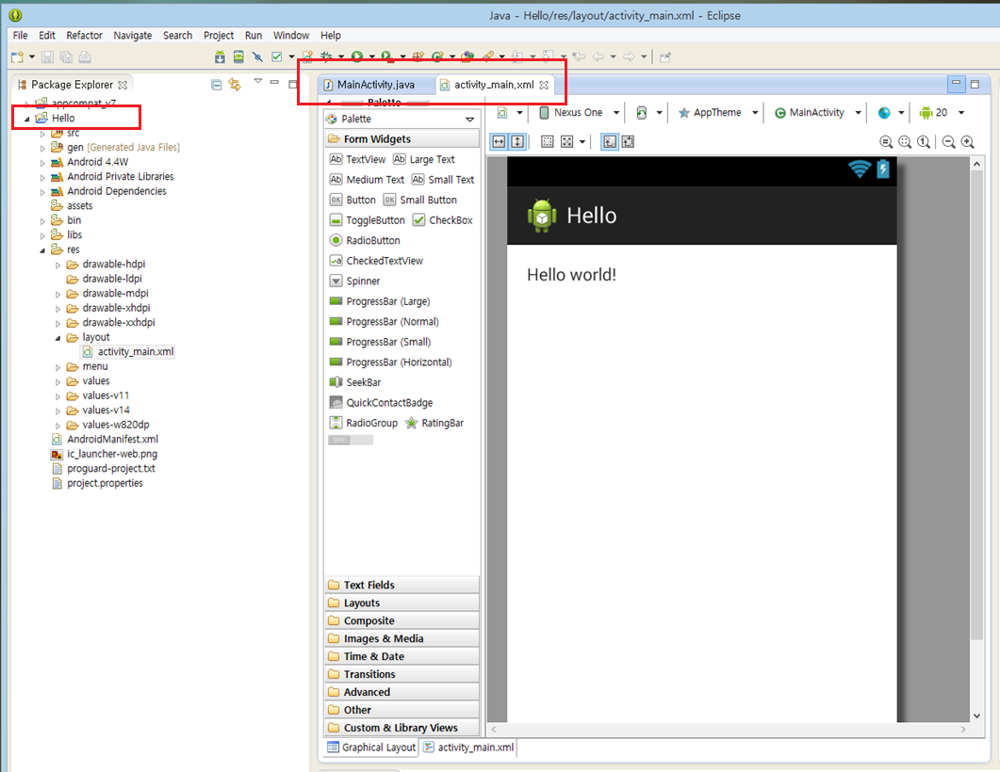 Java - Hello/res/layout/activity_main.xml - Eclipse
File Edit Refactor Navigate Search Project Run Window Help
Package Explorer
appcompat_v7
Hello
src
gen [Generated Java Files]
Android 4.4W
Android Private Libraries
Android Dependencies
assets
bin
libs
res
drawable-hdpi
drawable-ldpi
drawable-mdpi
drawable-xhdpi
drawable-xxhdpi
layout
activity_main.xml
menu
values
values-v11
values-v14
values-w820dp
AndroidManifest.xml
ic_launcher-web.png
proguard-project.txt
project.properties
MainActivity.java activity_main.xml
Palette
Palette
Form Widgets
Ab TextView Ab Large Text
Ab Medium Text Ab Small Text
OK Button OK Small Button
ToggleButton CheckBox
RadioButton
CheckedTextView
Spinner
ProgressBar (Large)
ProgressBar (Normal)
ProgressBar (Small)
ProgressBar (Horizontal)
SeekBar
QuickContactBadge
RadioGroup RatingBar
OFF
Text Fields
Layouts
Composite
Images & Media
Time & Date
Transitions
Advanced
Other
Custom & Library Views
Graphical Layout activity_main.xml
Nexus One AppTheme MainActivity 20
Hello
Hello world!